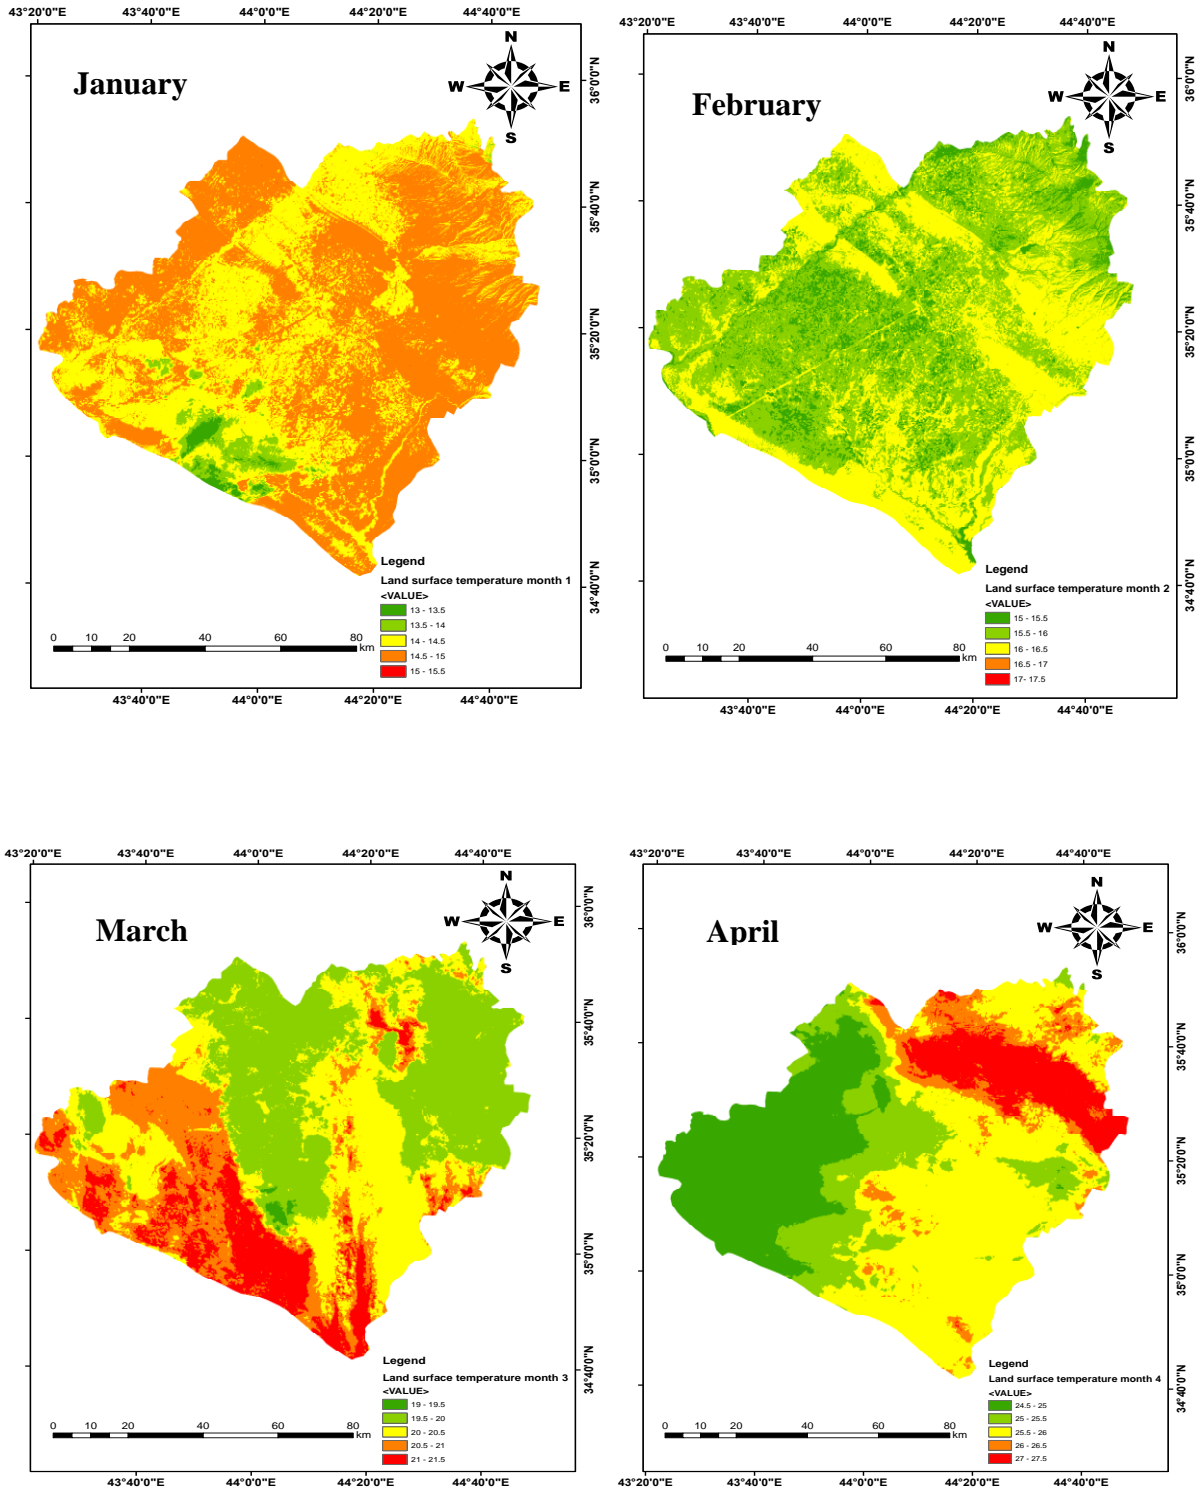 43°20'0"E 43°40'0"E 44°0'0"E 44°20'0"E 44°40'0"E
January
N
W E
S
36°0'0"N
35°40'0"N
35°20'0"N
35°0'0"N
34°40'0"N
Legend
Land surface temperature month 1
<VALUE>
13 - 13.5
13.5 - 14
14 - 14.5
14.5 - 15
15 - 15.5
0 10 20 40 60 80
km
43°40'0"E 44°0'0"E 44°20'0"E 44°40'0"E
43°20'0"E 43°40'0"E 44°0'0"E 44°20'0"E 44°40'0"E
February
N
W E
S
36°0'0"N
35°40'0"N
35°20'0"N
35°0'0"N
34°40'0"N
Legend
Land surface temperature month 2
<VALUE>
15 - 15.5
15.5 - 16
16 - 16.5
16.5 - 17
17- 17.5
0 10 20 40 60 80
km
43°40'0"E 44°0'0"E 44°20'0"E 44°40'0"E
43°20'0"E 43°40'0"E 44°0'0"E 44°20'0"E 44°40'0"E
March
N
W E
S
36°0'0"N
35°40'0"N
35°20'0"N
35°0'0"N
34°40'0"N
Legend
Land surface temperature month 3
<VALUE>
19 - 19.5
19.5 - 20
20 - 20.5
20.5 - 21
21 - 21.5
0 10 20 40 60 80
km
43°40'0"E 44°0'0"E 44°20'0"E 44°40'0"E
43°20'0"E 43°40'0"E 44°0'0"E 44°20'0"E 44°40'0"E
April
N
W E
S
36°0'0"N
35°40'0"N
35°20'0"N
35°0'0"N
34°40'0"N
Legend
Land surface temperature month 4
<VALUE>
24.5 - 25
25 - 25.5
25.5 - 26
26 - 26.5
27 - 27.5
0 10 20 40 60 80
km
43°20'0"E 43°40'0"E 44°0'0"E 44°20'0"E 44°40'0"E